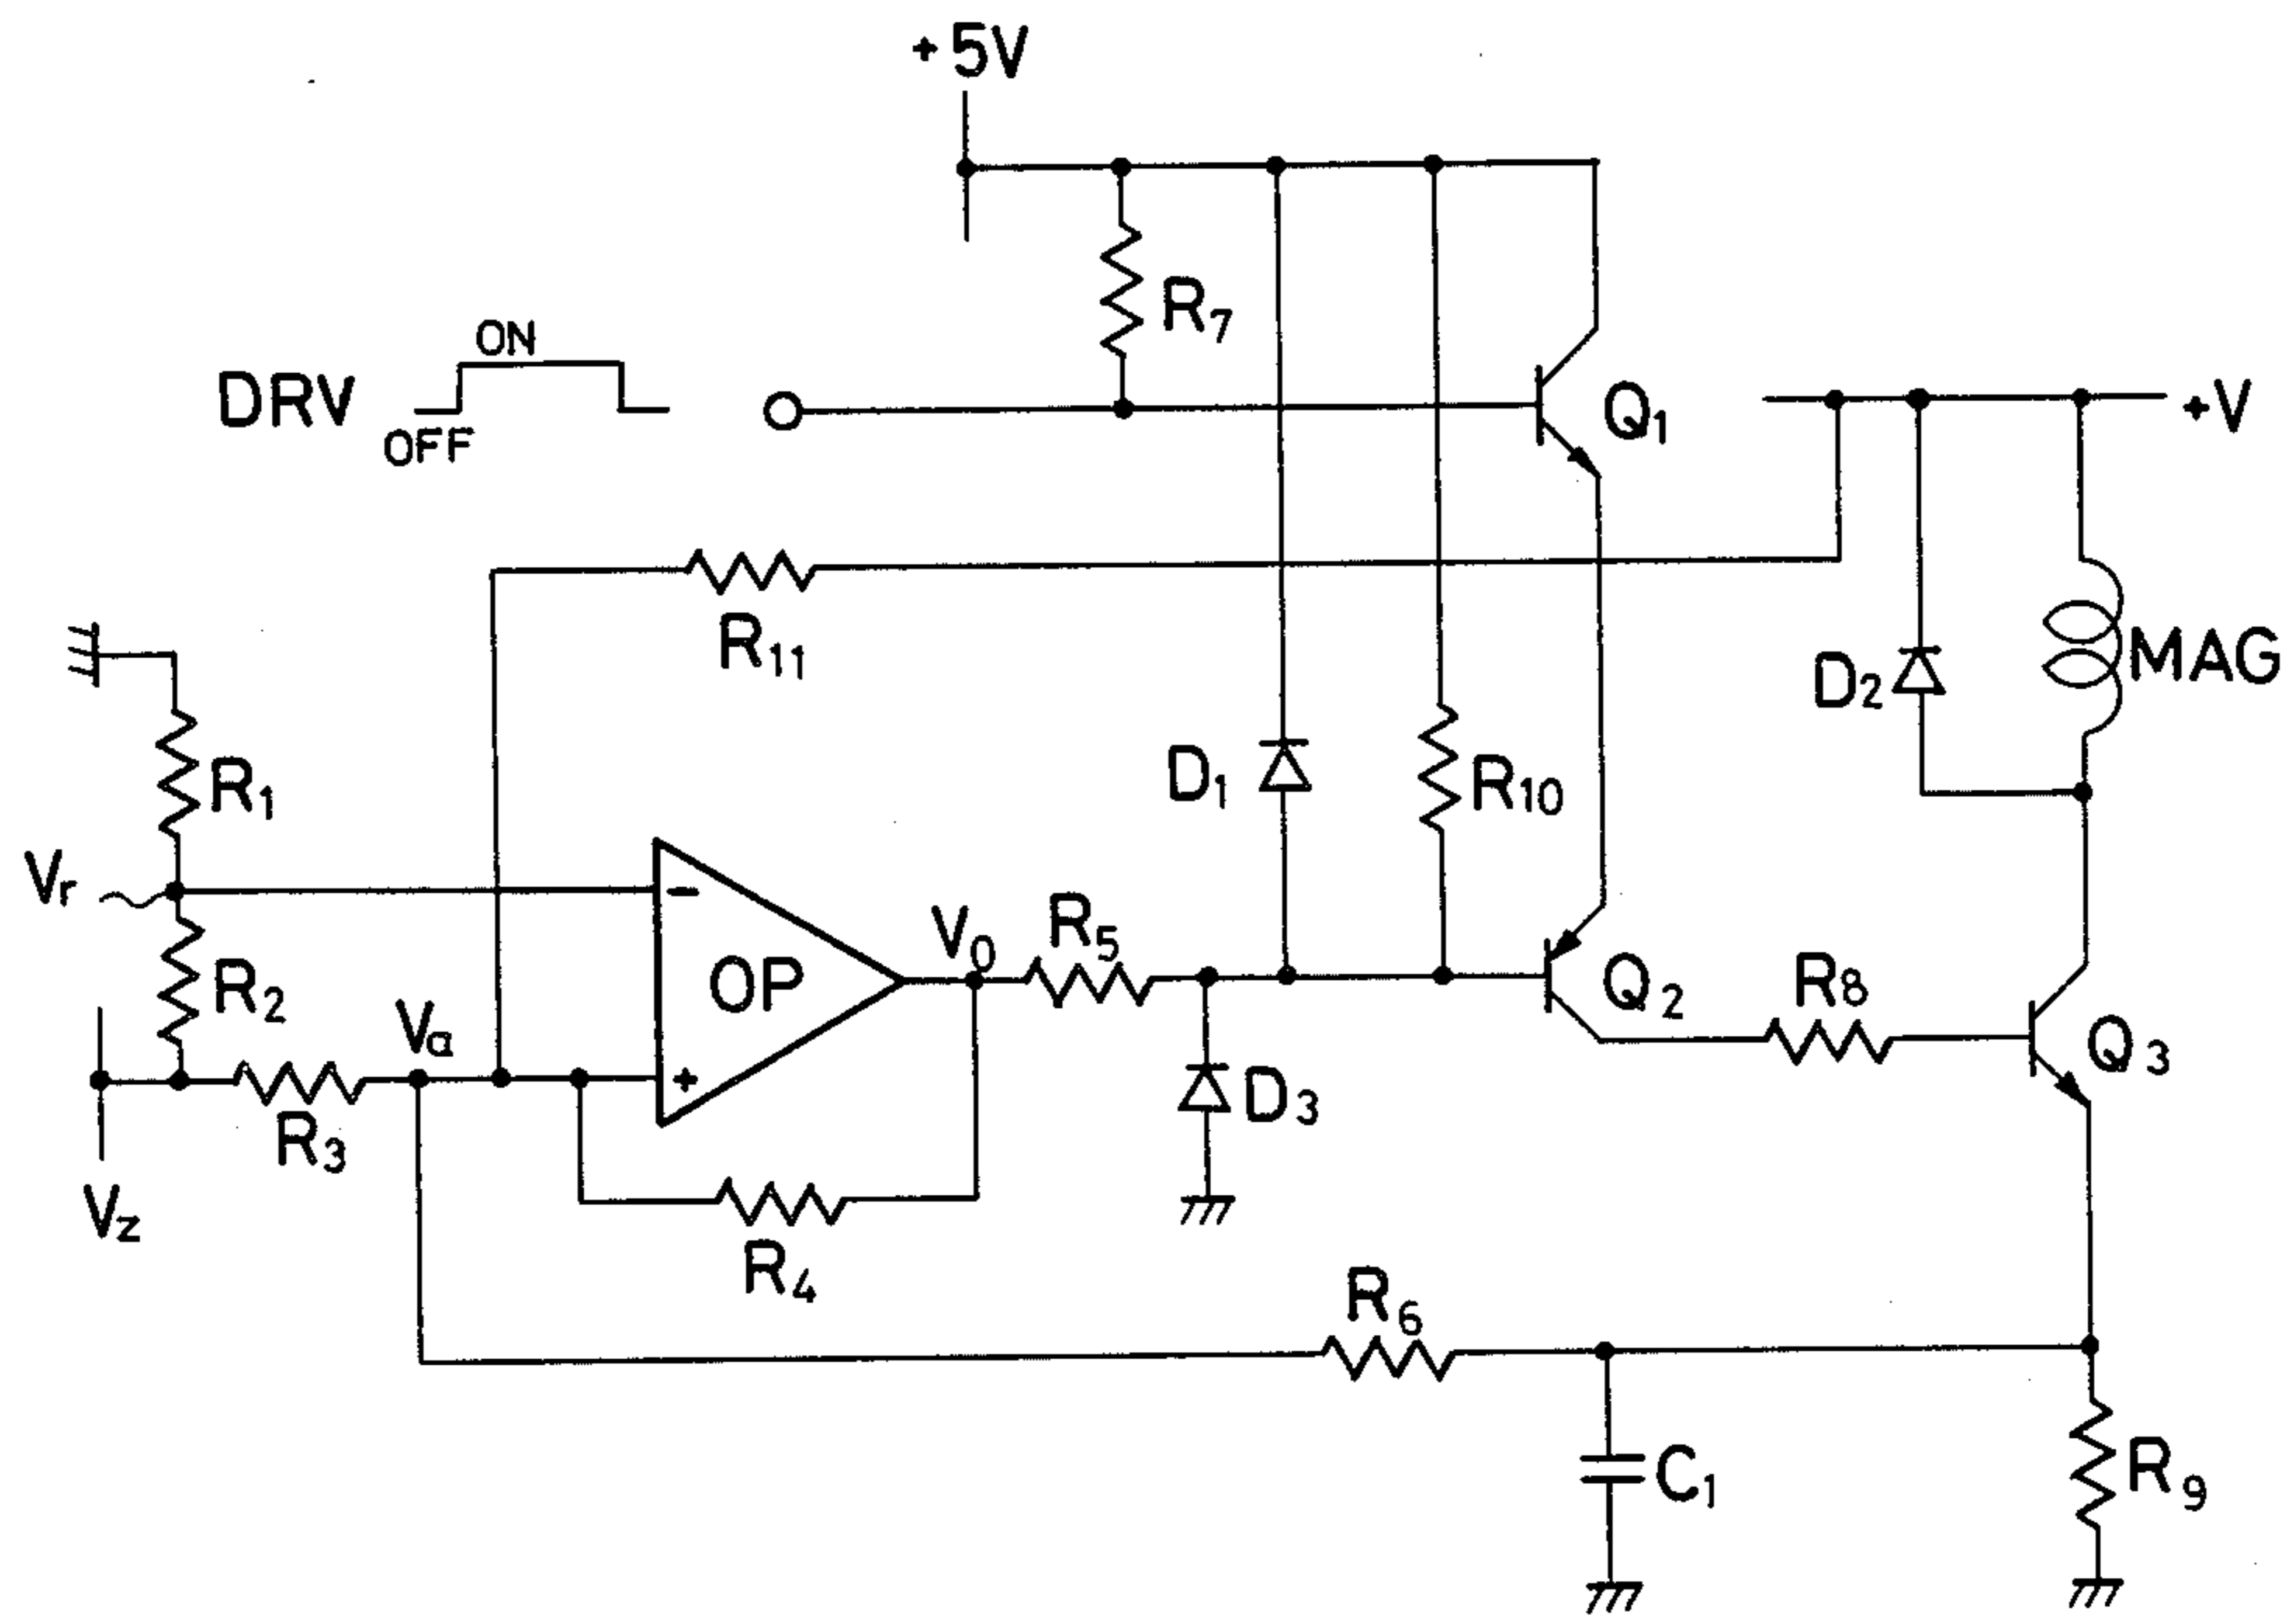 +5V
R7
ON
DRV
OFF
Q1
+V
R11
D2
MAG
R1
D1
R10
Vr
R2
OP
V0
R5
Q2
R8
Q3
Va
R3
D3
Vz
R4
R6
C1
R9